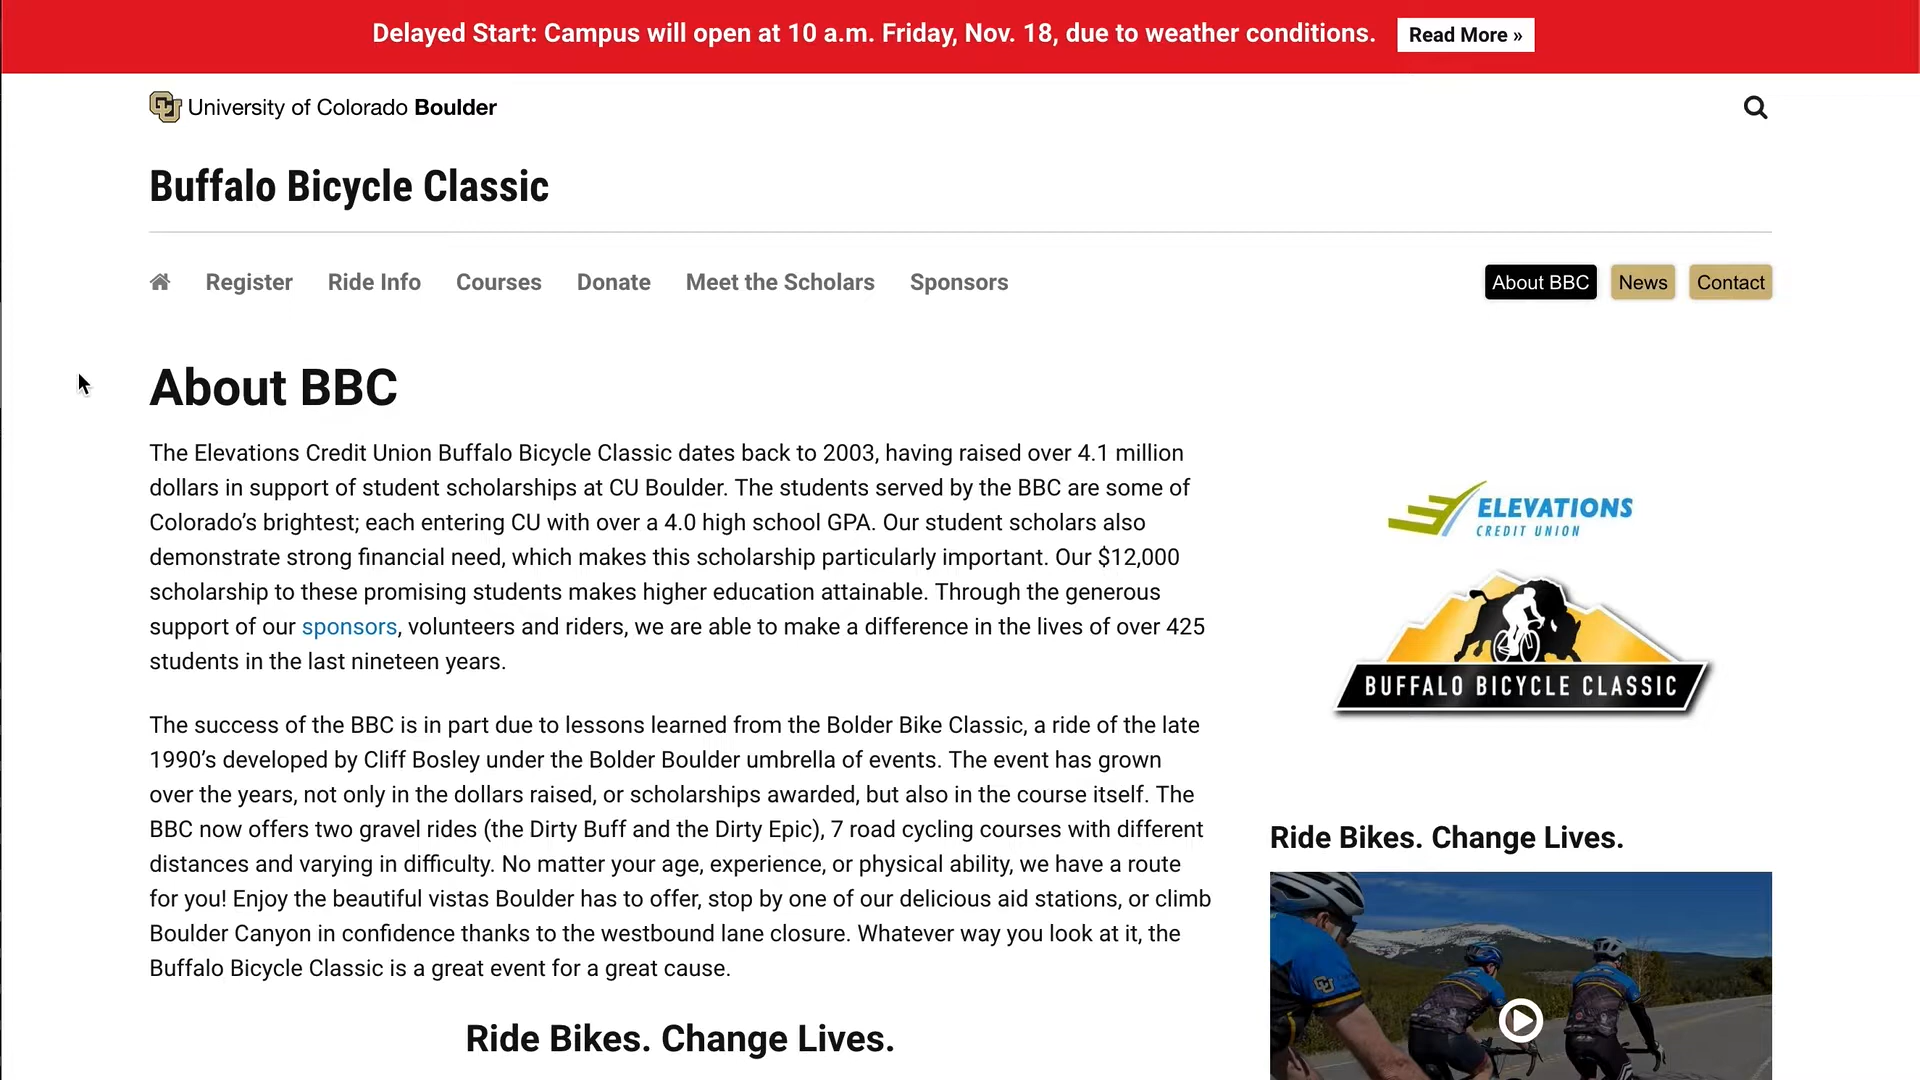 Delayed Start: Campus will open at 10 a.m. Friday, Nov. 18, due to weather conditions. Read More »
University of Colorado Boulder
Buffalo Bicycle Classic
Register Ride Info Courses Donate Meet the Scholars Sponsors About BBC News Contact
About BBC
The Elevations Credit Union Buffalo Bicycle Classic dates back to 2003, having raised over 4.1 million
dollars in support of student scholarships at CU Boulder. The students served by the BBC are some of
Colorado’s brightest; each entering CU with over a 4.0 high school GPA. Our student scholars also
demonstrate strong financial need, which makes this scholarship particularly important. Our $12,000
scholarship to these promising students makes higher education attainable. Through the generous
support of our sponsors, volunteers and riders, we are able to make a difference in the lives of over 425
students in the last nineteen years.
The success of the BBC is in part due to lessons learned from the Bolder Bike Classic, a ride of the late
1990’s developed by Cliff Bosley under the Bolder Boulder umbrella of events. The event has grown
over the years, not only in the dollars raised, or scholarships awarded, but also in the course itself. The
BBC now offers two gravel rides (the Dirty Buff and the Dirty Epic), 7 road cycling courses with different
distances and varying in difficulty. No matter your age, experience, or physical ability, we have a route
for you! Enjoy the beautiful vistas Boulder has to offer, stop by one of our delicious aid stations, or climb
Boulder Canyon in confidence thanks to the westbound lane closure. Whatever way you look at it, the
Buffalo Bicycle Classic is a great event for a great cause.
Ride Bikes. Change Lives.
ELEVATIONS
CREDIT UNION
BUFFALO BICYCLE CLASSIC
Ride Bikes. Change Lives.